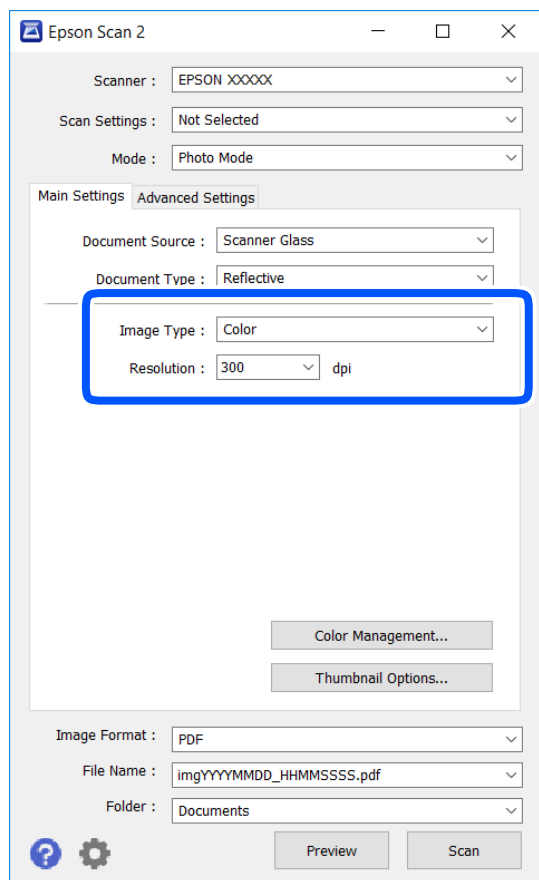 Epson Scan 2
Scanner : EPSON XXXXX
Scan Settings : Not Selected
Mode : Photo Mode
Main Settings Advanced Settings
Document Source : Scanner Glass
Document Type : Reflective
Image Type : Color
Resolution : 300 dpi
Color Management...
Thumbnail Options...
Image Format : PDF
File Name : imgYYYYMMDD_HHMMSSSS.pdf
Folder : Documents
? Preview Scan